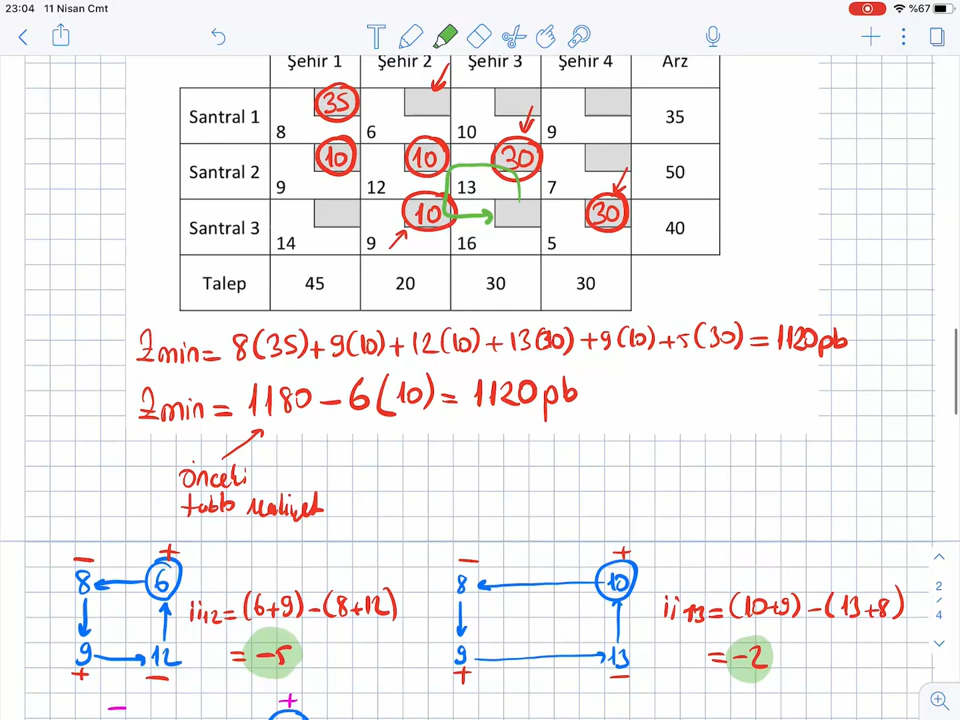 23:04 11 Nisan Cmt %67
Şehir 1 Şehir 2 Şehir 3 Şehir 4 Arz
Santral 1 8 35 6 10 9 35
Santral 2 9 10 12 10 13 30 7 50
Santral 3 14 9 10 16 5 30 40
Talep 45 20 30 30
Zmin = 8(35)+9(10)+12(10)+13(30)+9(10)+5(30) = 1120pb
Zmin = 1180 - 6(10) = 1120pb
önceki
tablo maliyet
- + - +
8 6 8 10
ii12 = (6+9) - (8+12) ii13 = (10+9) - (13+8)
9 12 = -5 9 13 = -2
+ - + -
- +
2
4